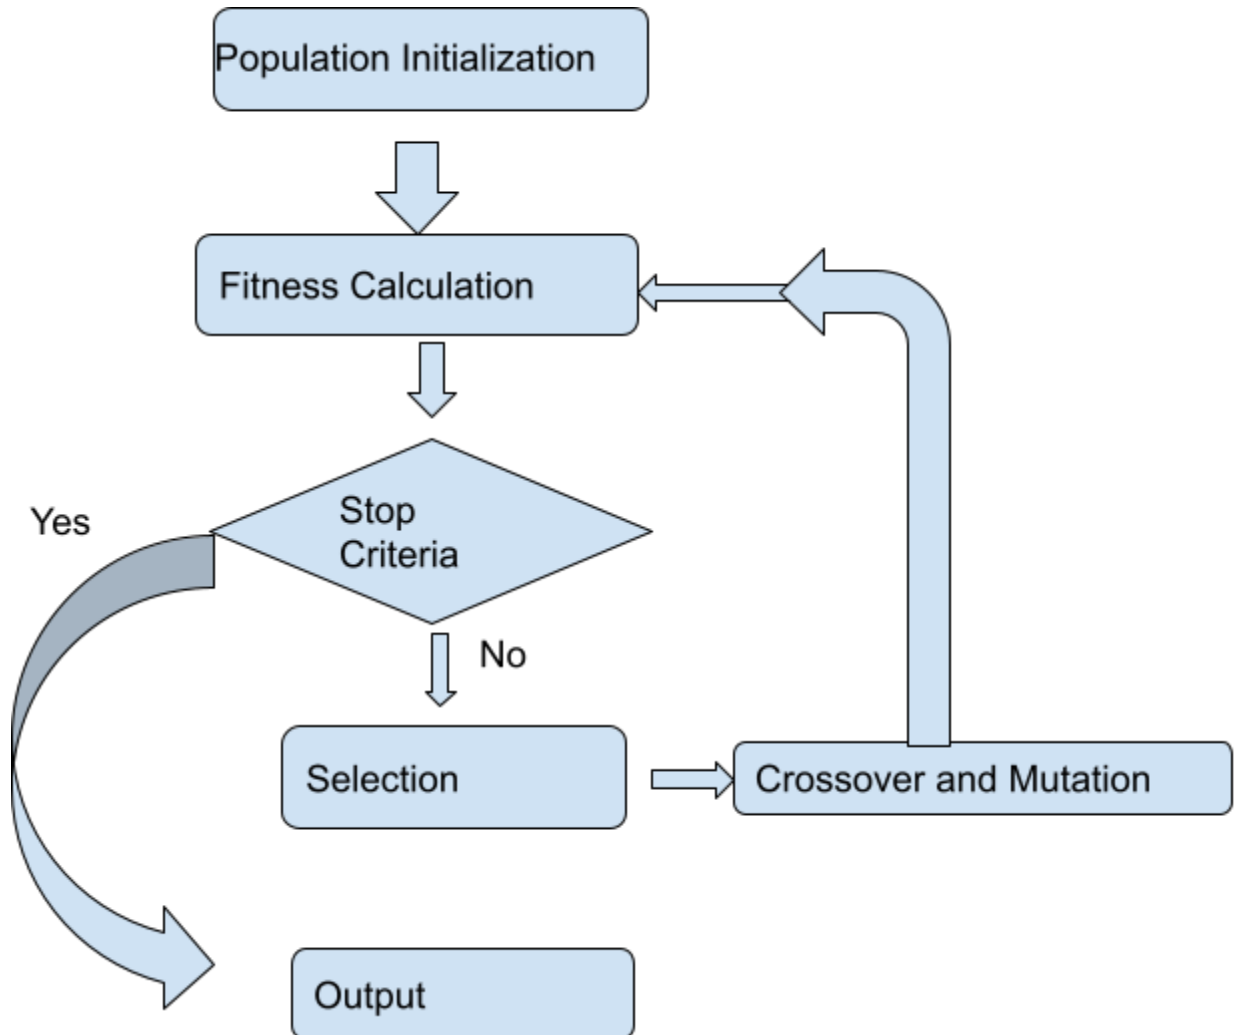 Population Initialization
Fitness Calculation
Stop
Criteria
Yes
No
Selection
Crossover and Mutation
Output